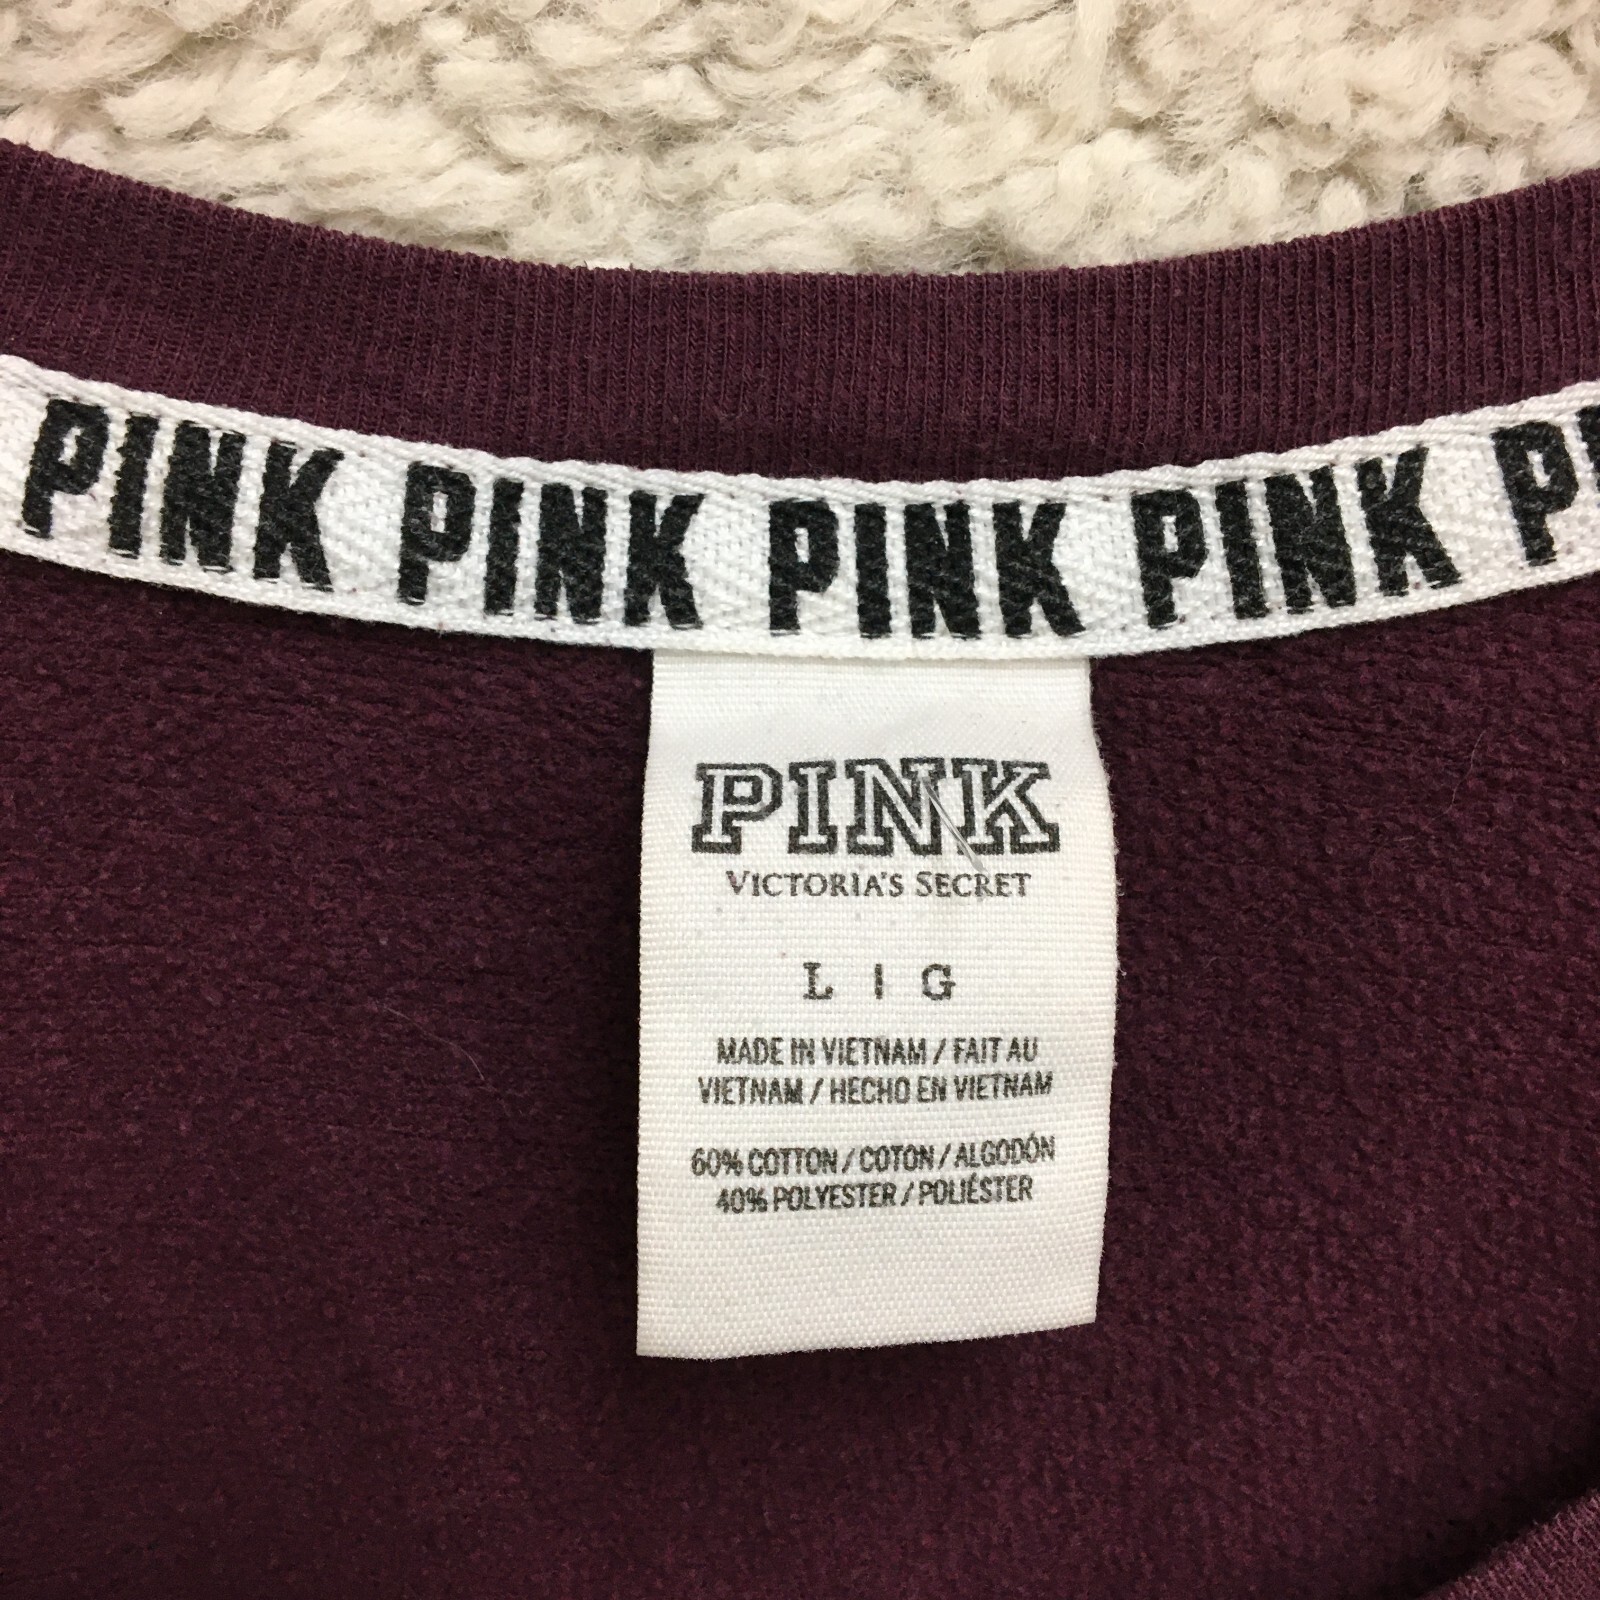 PINK PINK PINK PINK PI
PINK
VICTORIA'S SECRET
L | G
MADE IN VIETNAM / FAIT AU
VIETNAM / HECHO EN VIETNAM
60% COTTON / COTON / ALGODÓN
40% POLYESTER / POLIÉSTER